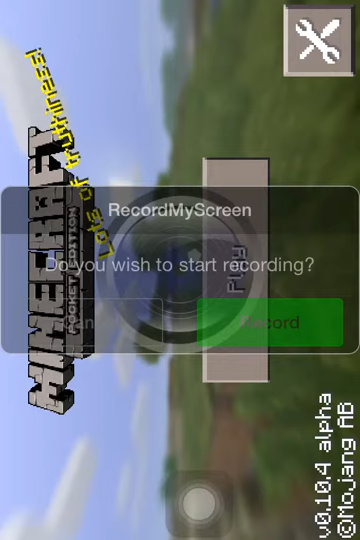 RecordMyScreen
Do you wish to start recording?
Record
MINECRAFT
POCKET EDITION
Lots of truthiness!
Play
v0.10.4 alpha
©Mojang AB